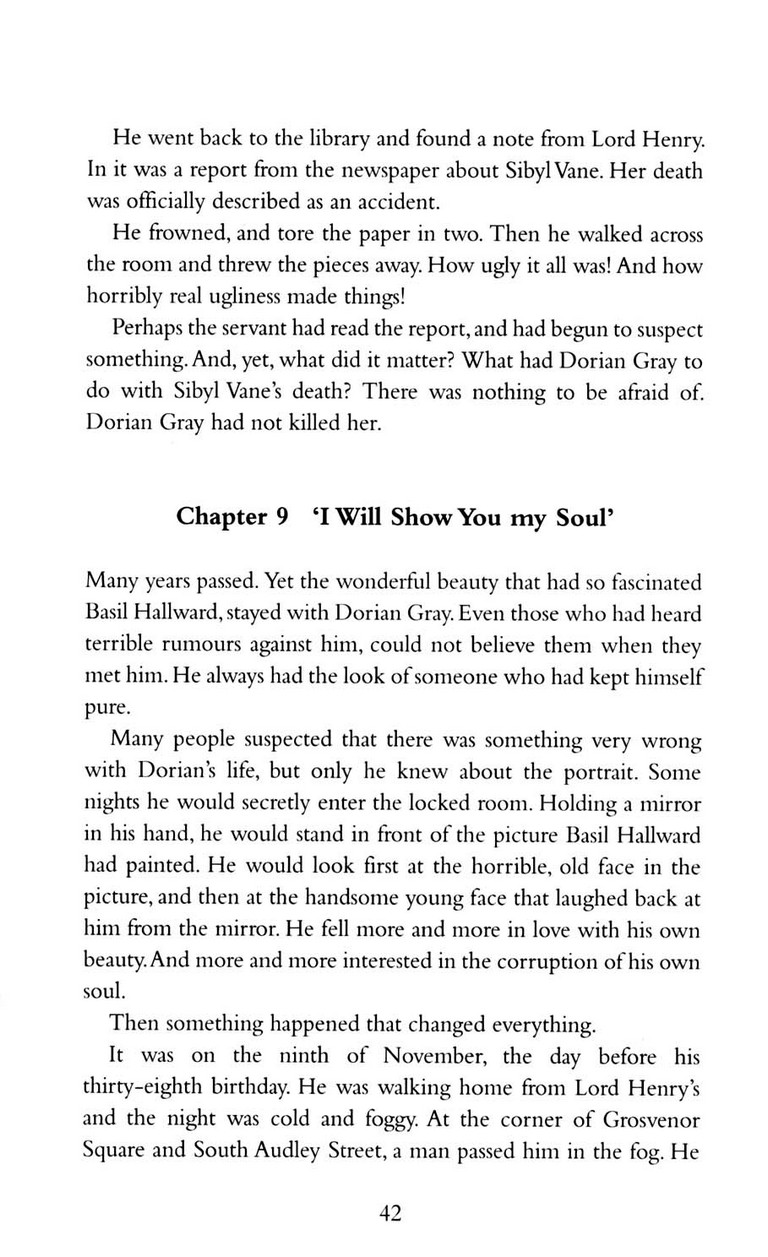 He went back to the library and found a note from Lord Henry.
In it was a report from the newspaper about Sibyl Vane. Her death
was officially described as an accident.
He frowned, and tore the paper in two. Then he walked across
the room and threw the pieces away. How ugly it all was! And how
horribly real ugliness made things!
Perhaps the servant had read the report, and had begun to suspect
something. And, yet, what did it matter? What had Dorian Gray to
do with Sibyl Vane's death? There was nothing to be afraid of.
Dorian Gray had not killed her.
Chapter 9 ‘I Will Show You my Soul’
Many years passed. Yet the wonderful beauty that had so fascinated
Basil Hallward, stayed with Dorian Gray. Even those who had heard
terrible rumours against him, could not believe them when they
met him. He always had the look of someone who had kept himself
pure.
Many people suspected that there was something very wrong
with Dorian's life, but only he knew about the portrait. Some
nights he would secretly enter the locked room. Holding a mirror
in his hand, he would stand in front of the picture Basil Hallward
had painted. He would look first at the horrible, old face in the
picture, and then at the handsome young face that laughed back at
him from the mirror. He fell more and more in love with his own
beauty. And more and more interested in the corruption of his own
soul.
Then something happened that changed everything.
It was on the ninth of November, the day before his
thirty-eighth birthday. He was walking home from Lord Henry's
and the night was cold and foggy. At the corner of Grosvenor
Square and South Audley Street, a man passed him in the fog. He
42